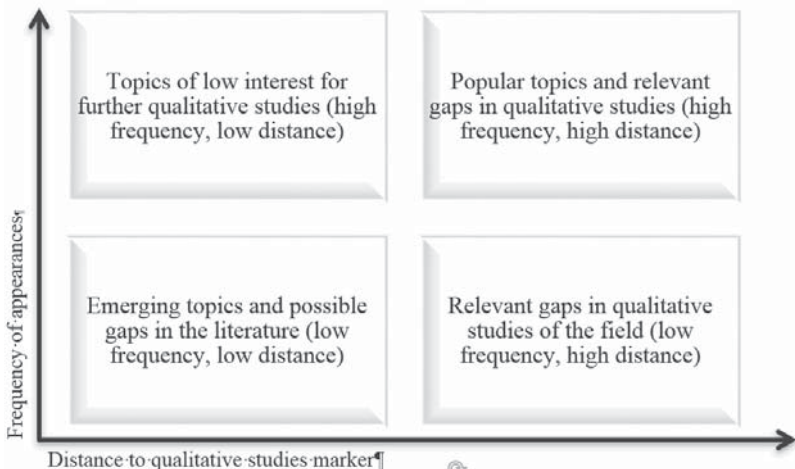 Topics of low interest for
further qualitative studies (high
frequency, low distance)
Popular topics and relevant
gaps in qualitative studies (high
frequency, high distance)
Emerging topics and possible
gaps in the literature (low
frequency, low distance)
Relevant gaps in qualitative
studies of the field (low
frequency, high distance)
Frequency·of·appearances¶
Distance·to·qualitative·studies·marker¶